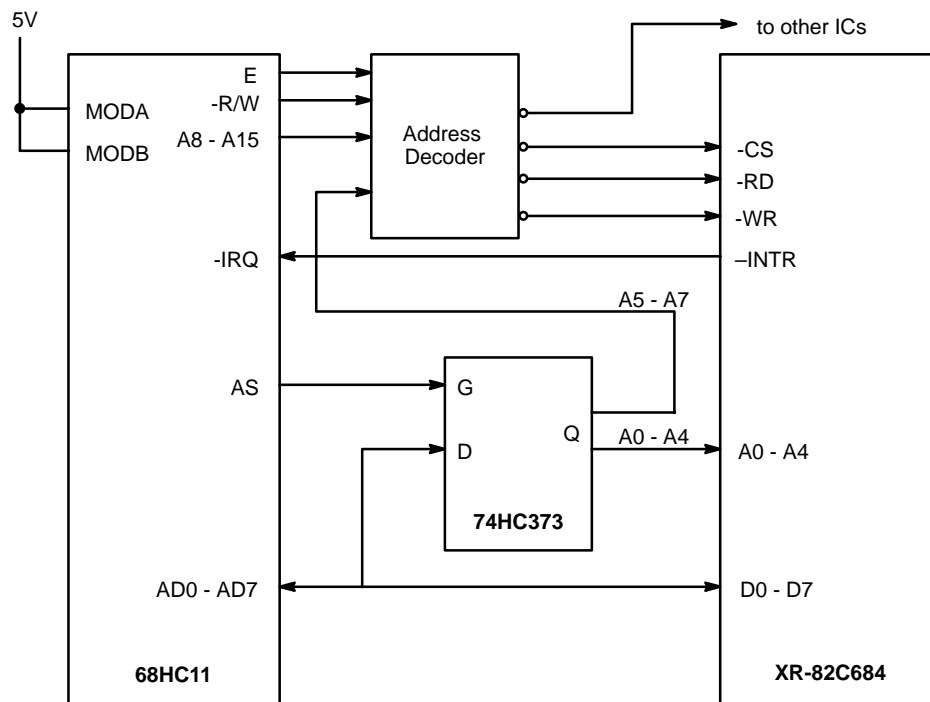 5V
to other ICs
E
-R/W
MODA
A8 - A15
MODB
Address
Decoder
-CS
-RD
-WR
-IRQ
–INTR
A5 - A7
AS
G
Q
A0 - A4
D
A0 - A4
74HC373
AD0 - AD7
D0 - D7
68HC11
XR-82C684